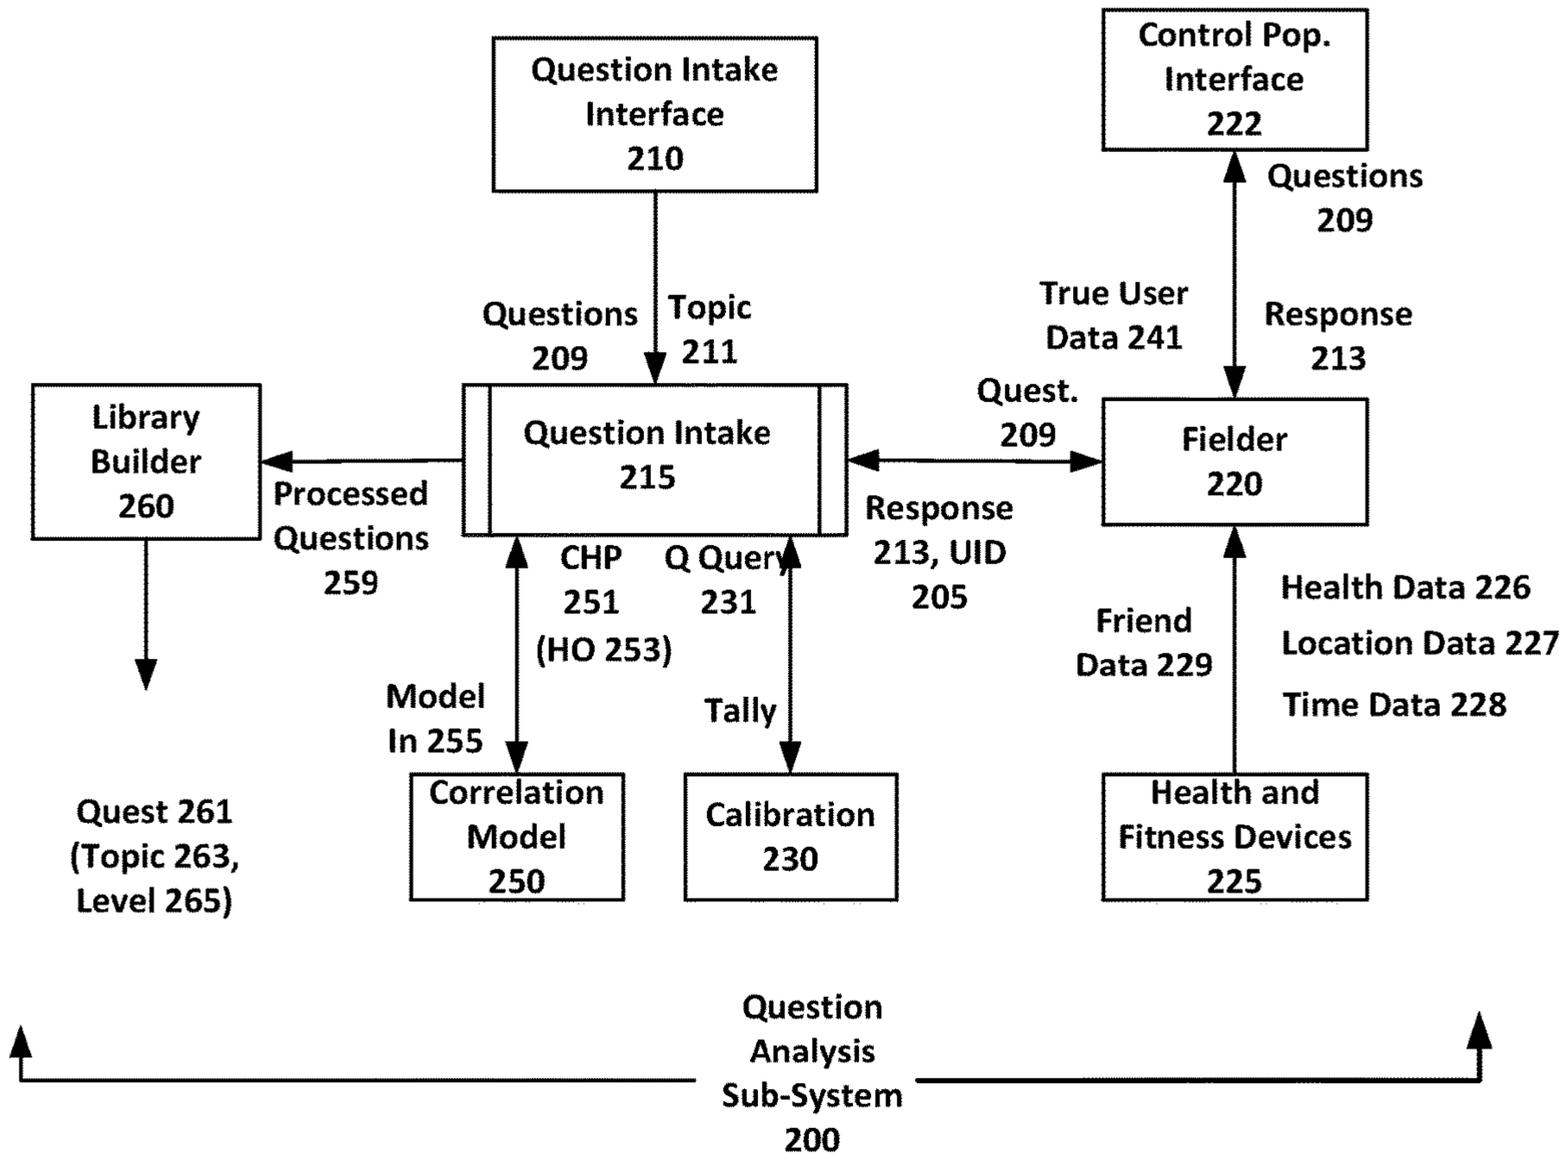 Control Pop.
Interface
222
Question Intake
Interface
210
Questions
209
True User
Data 241
Response
213
Questions
209
Topic
211
Quest.
209
Library
Builder
260
Question Intake
215
Fielder
220
Processed
Questions
259
Response
213, UID
205
CHP
251
(HO 253)
Q Query
231
Health Data 226
Friend
Data 229
Location Data 227
Time Data 228
Model
In 255
Tally
Quest 261
(Topic 263,
Level 265)
Correlation
Model
250
Calibration
230
Health and
Fitness Devices
225
Question
Analysis
Sub-System
200